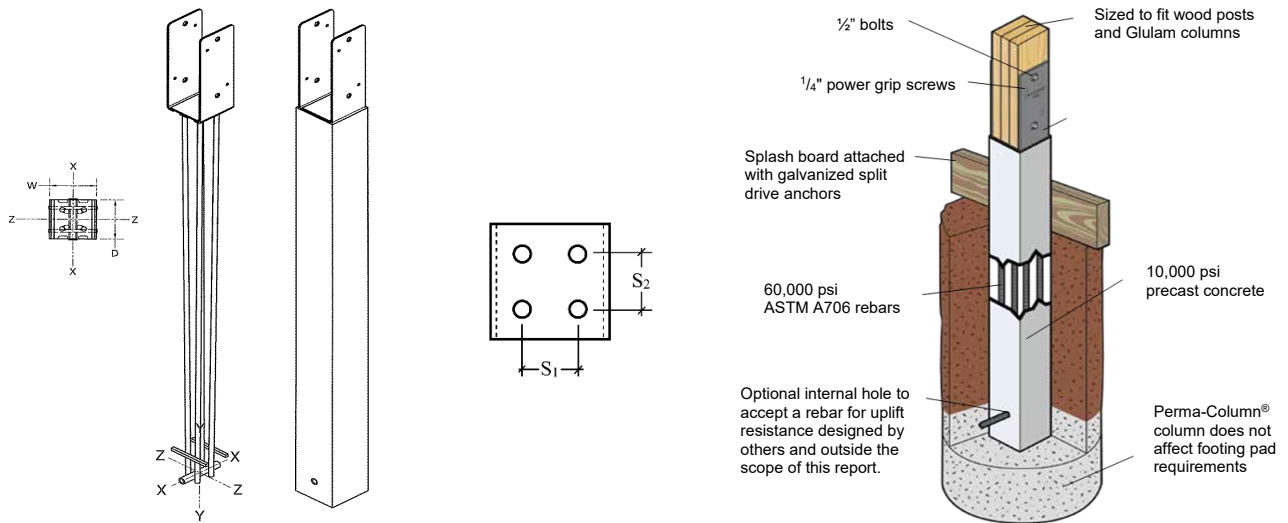 X
W
Z
Z
D
X
Y
Z
X
X
Z
Y
S2
S1
½" bolts
1/4" power grip screws
Splash board attached
with galvanized split
drive anchors
60,000 psi
ASTM A706 rebars
Optional internal hole to
accept a rebar for uplift
resistance designed by
others and outside the
scope of this report.
Sized to fit wood posts
and Glulam columns
10,000 psi
precast concrete
Perma-Column®
column does not
affect footing pad
requirements